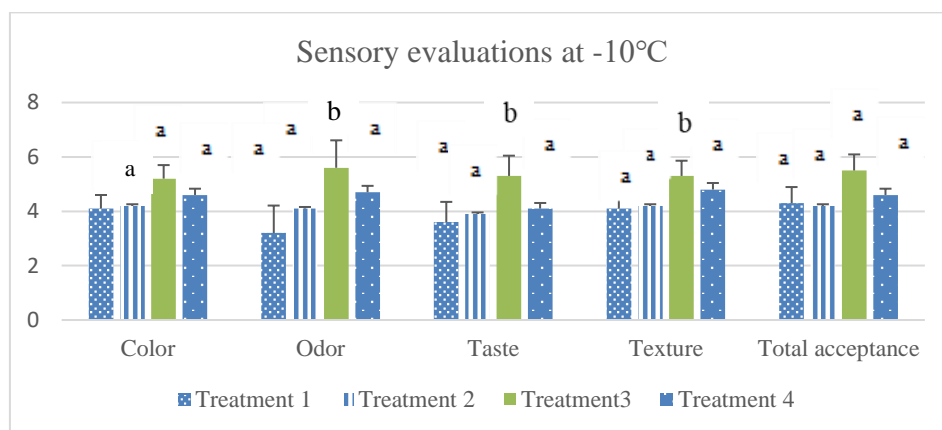 Sensory evaluations at -10°C
8
6
4
2
0
a a a a
a a b a
a a b a
a a b a
a a a a
Color Odor Taste Texture Total acceptance
Treatment 1 Treatment 2 Treatment3 Treatment 4